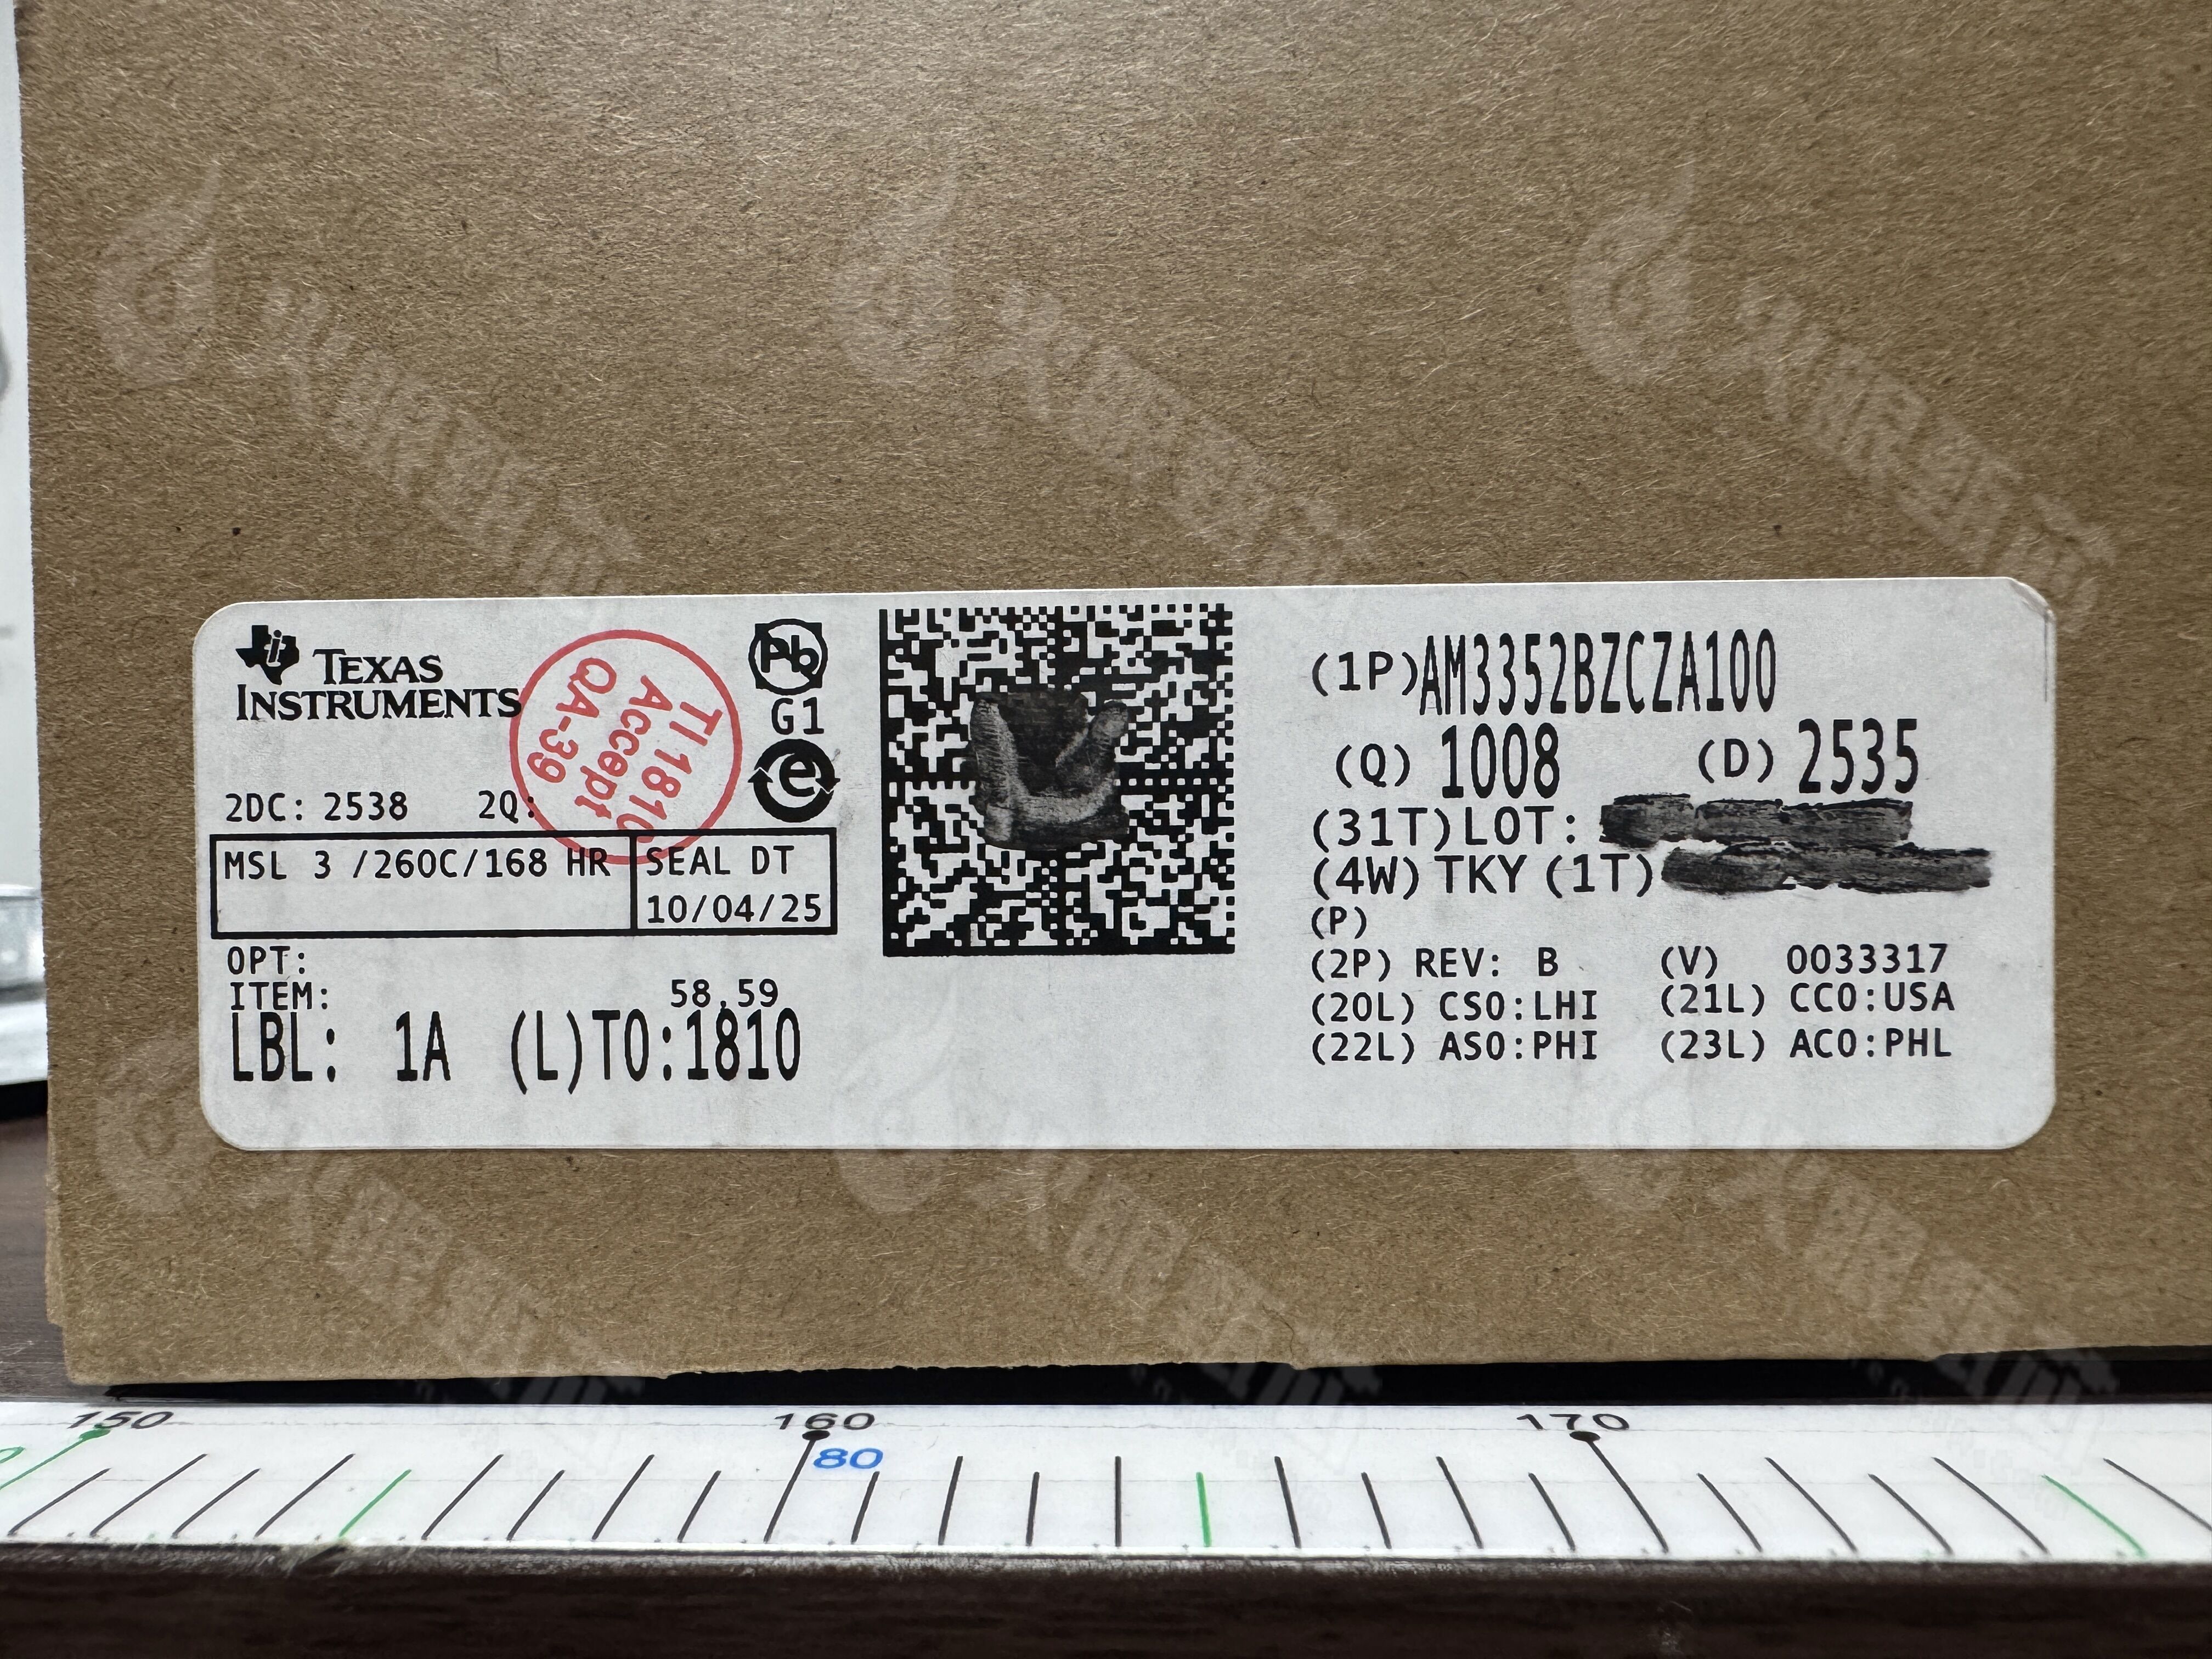 TEXAS
INSTRUMENTS
TI 1810
Accept
QA-39
Pb
G1
e
2DC: 2538 2Q:
MSL 3 /260C/168 HR
SEAL DT
10/04/25
OPT:
ITEM: 58,59
LBL: 1A (L)TO:1810
(1P)AM3352BZCZA100
(Q) 1008 (D) 2535
(31T)LOT:
(4W) TKY (1T)
(P)
(2P) REV: B (V) 0033317
(20L) CSO:LHI (21L) CCO:USA
(22L) ASO:PHI (23L) ACO:PHL
150 160 170
80